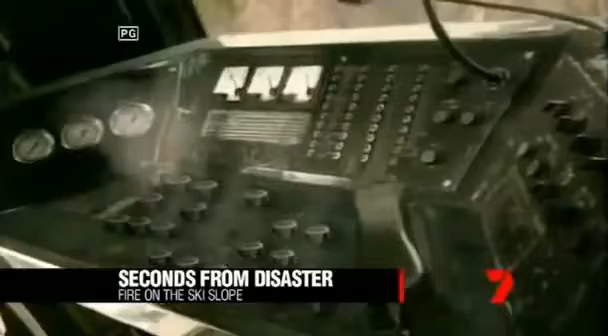 PG
SECONDS FROM DISASTER
FIRE ON THE SKI SLOPE
7